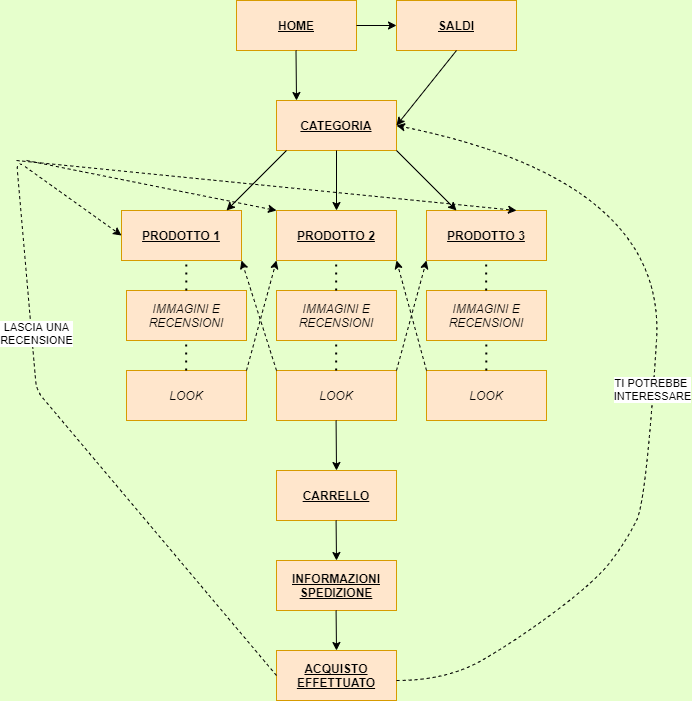 HOME
SALDI
CATEGORIA
PRODOTTO 1
PRODOTTO 2
PRODOTTO 3
IMMAGINI E
RECENSIONI
IMMAGINI E
RECENSIONI
IMMAGINI E
RECENSIONI
LASCIA UNA
RECENSIONE
TI POTREBBE
INTERESSARE
LOOK
LOOK
LOOK
CARRELLO
INFORMAZIONI
SPEDIZIONE
ACQUISTO
EFFETTUATO